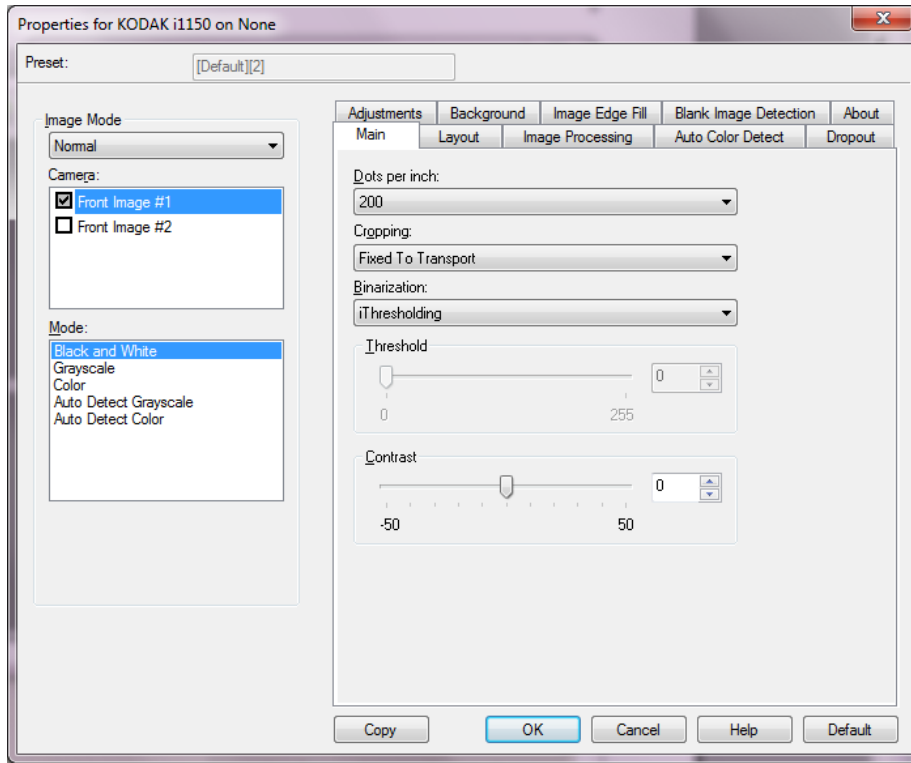 Properties for KODAK i1150 on None
Preset:
[Default][2]
Image Mode
Normal
Camera:
Front Image #1
Front Image #2
Mode:
Black and White
Grayscale
Color
Auto Detect Grayscale
Auto Detect Color
Adjustments Background Image Edge Fill Blank Image Detection About
Main Layout Image Processing Auto Color Detect Dropout
Dots per inch:
200
Cropping:
Fixed To Transport
Binarization:
iThresholding
Threshold
0
0 255
Contrast
0
-50 50
Copy OK Cancel Help Default